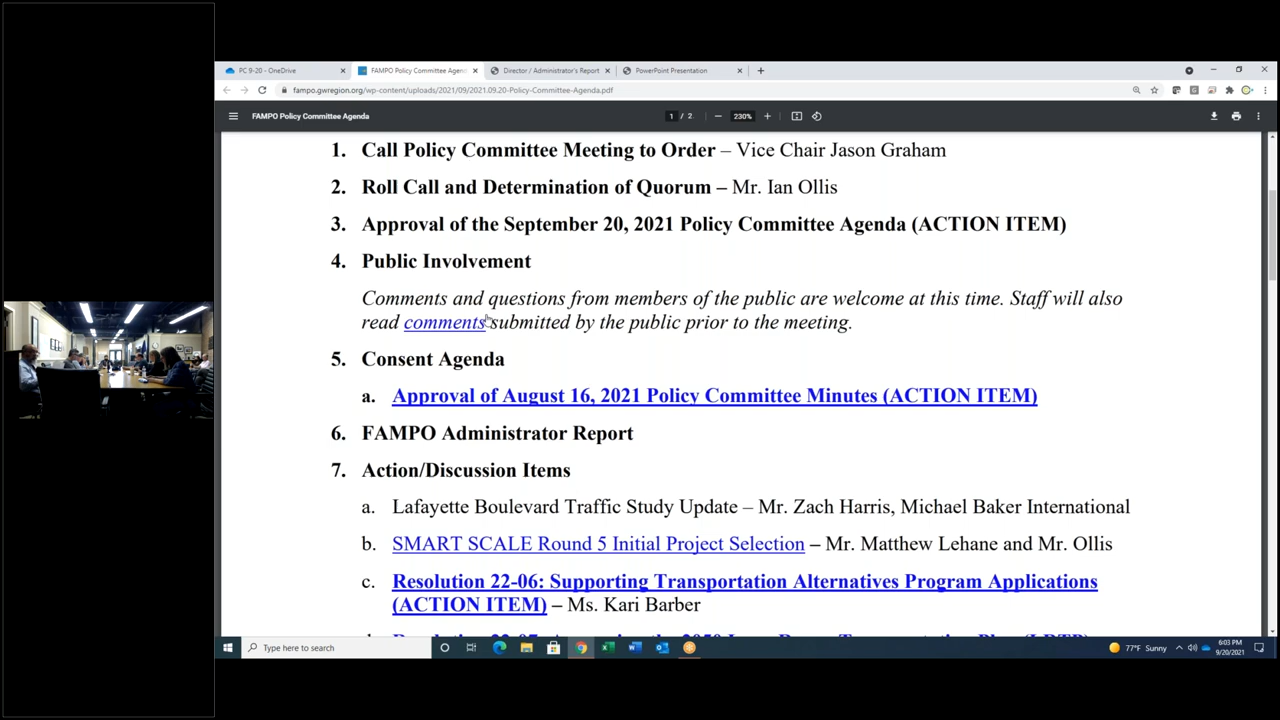 PC 9-20 - OneDrive
FAMPO Policy Committee Agend
Director / Administrator's Report
PowerPoint Presentation
fampo.gwregion.org/wp-content/uploads/2021/09/2021.09.20-Policy-Committee-Agenda.pdf
FAMPO Policy Committee Agenda
1 / 2
230%
1. Call Policy Committee Meeting to Order – Vice Chair Jason Graham
2. Roll Call and Determination of Quorum – Mr. Ian Ollis
3. Approval of the September 20, 2021 Policy Committee Agenda (ACTION ITEM)
4. Public Involvement
Comments and questions from members of the public are welcome at this time. Staff will also
read comments submitted by the public prior to the meeting.
5. Consent Agenda
a. Approval of August 16, 2021 Policy Committee Minutes (ACTION ITEM)
6. FAMPO Administrator Report
7. Action/Discussion Items
a. Lafayette Boulevard Traffic Study Update – Mr. Zach Harris, Michael Baker International
b. SMART SCALE Round 5 Initial Project Selection – Mr. Matthew Lehane and Mr. Ollis
c. Resolution 22-06: Supporting Transportation Alternatives Program Applications
(ACTION ITEM) – Ms. Kari Barber
Type here to search
77°F Sunny
6:03 PM
9/20/2021